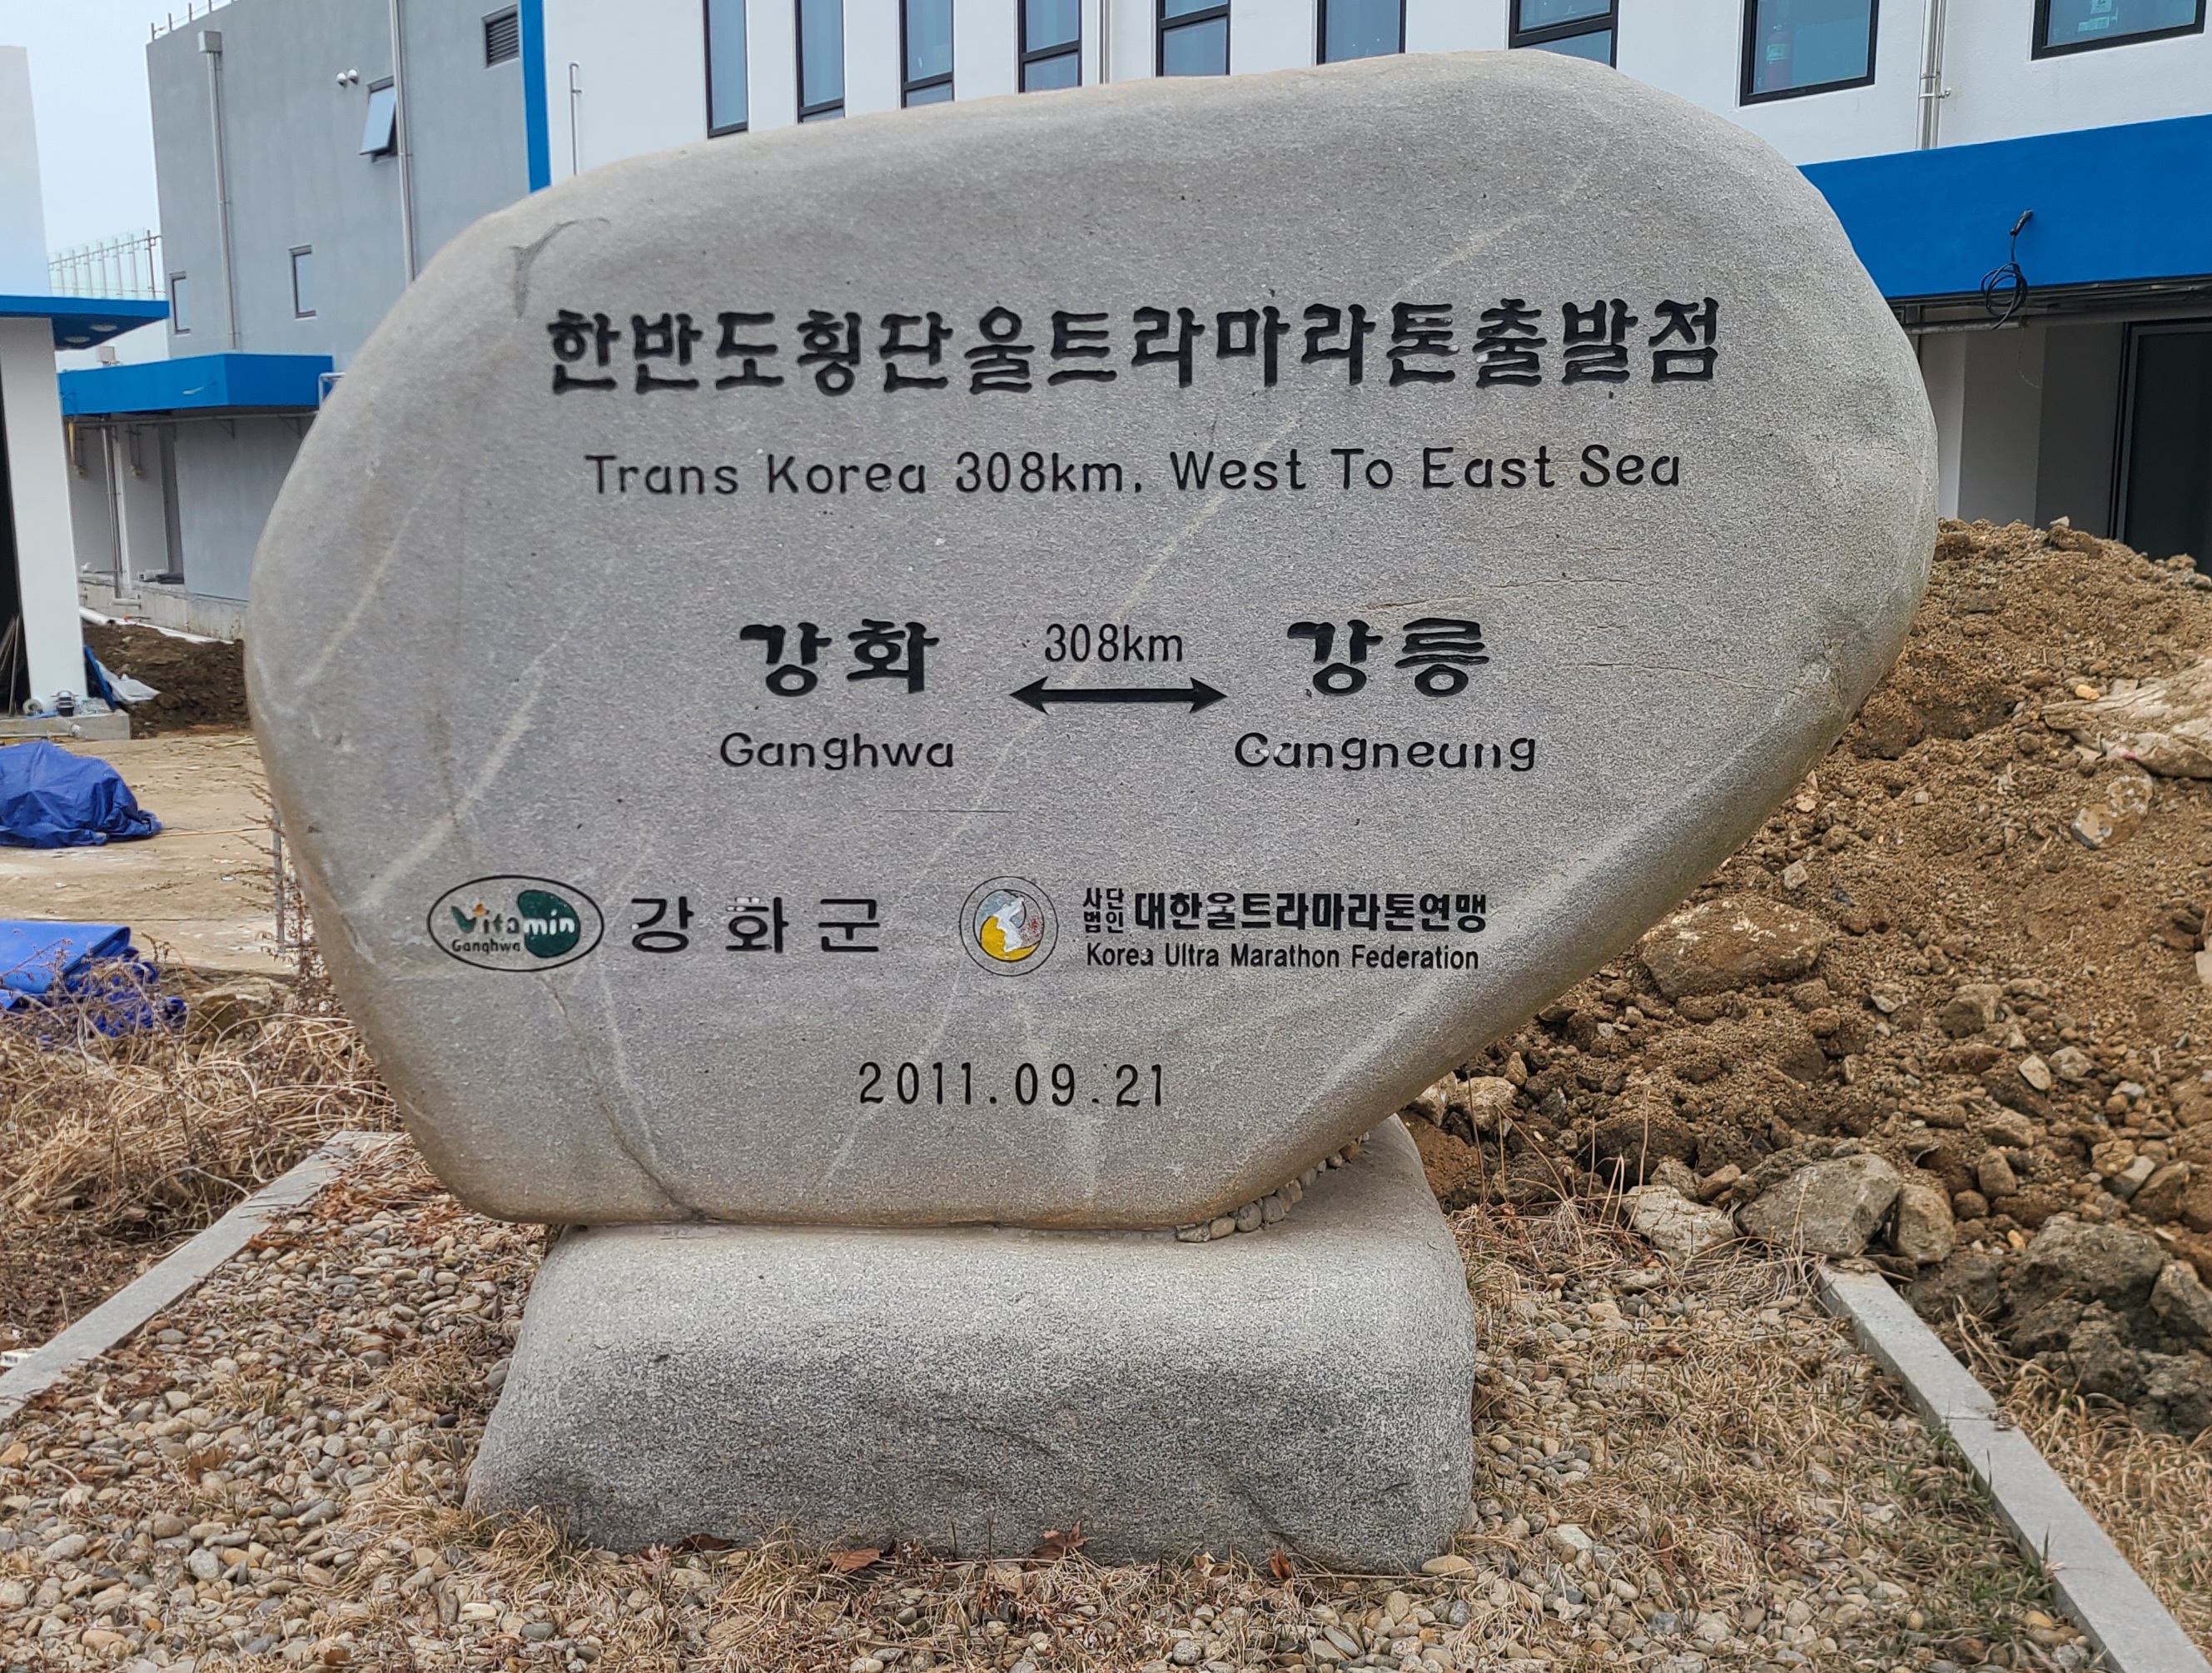 한반도횡단울트라마라톤출발점
Trans Korea 308km, West To East Sea
강화 308km 강릉
Ganghwa Gangneung
Vitamin Ganghwa 강화군
사단법인 대한울트라마라톤연맹
Korea Ultra Marathon Federation
2011.09.21